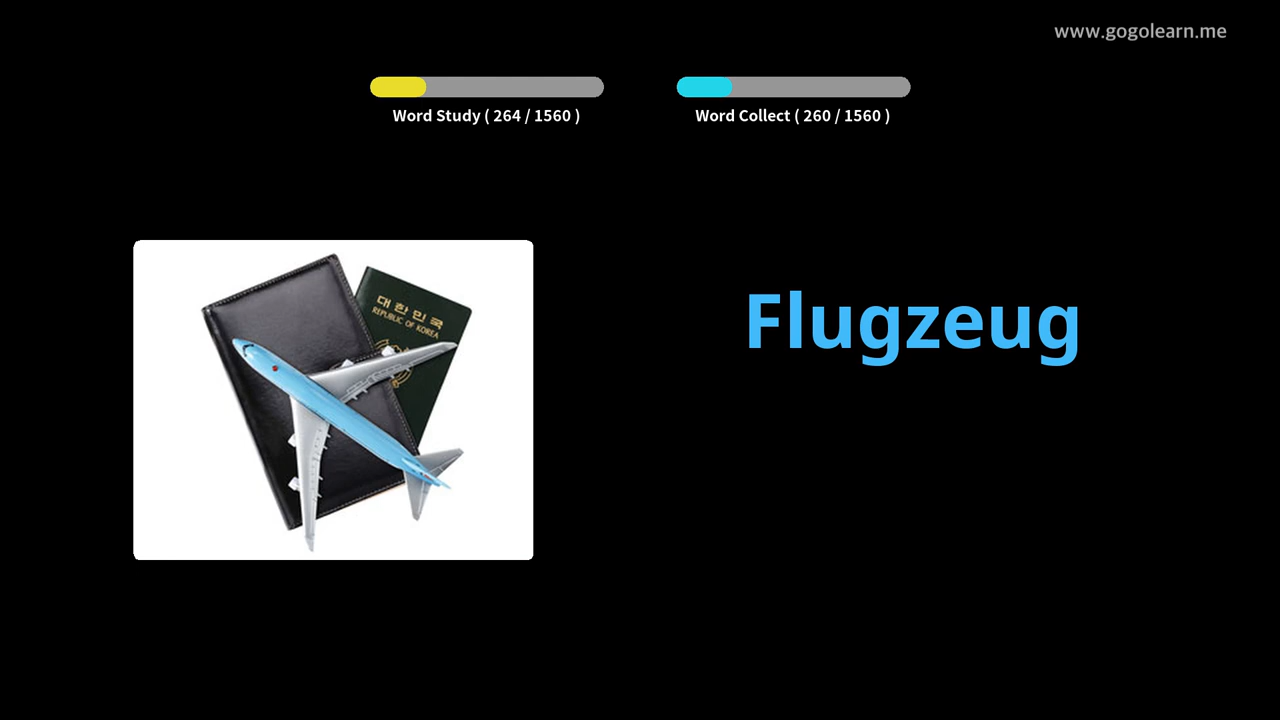 www.gogolearn.me
Word Study ( 264 / 1560 )
Word Collect ( 260 / 1560 )
대한민국
REPUBLIC OF KOREA
Flugzeug